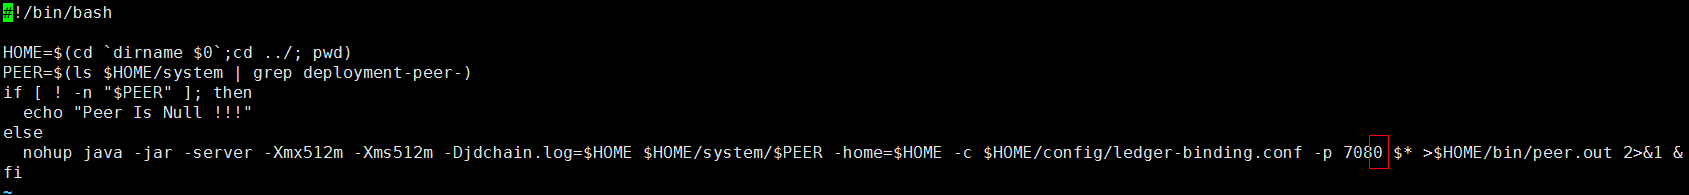 #!/bin/bash
HOME=$(cd `dirname $0`;cd ../; pwd)
PEER=$(ls $HOME/system | grep deployment-peer-)
if [ ! -n "$PEER" ]; then
  echo "Peer Is Null !!!"
else
  nohup java -jar -server -Xmx512m -Xms512m -Djdchain.log=$HOME $HOME/system/$PEER -home=$HOME -c $HOME/config/ledger-binding.conf -p 7080 $* >$HOME/bin/peer.out 2>&1 &
fi
~